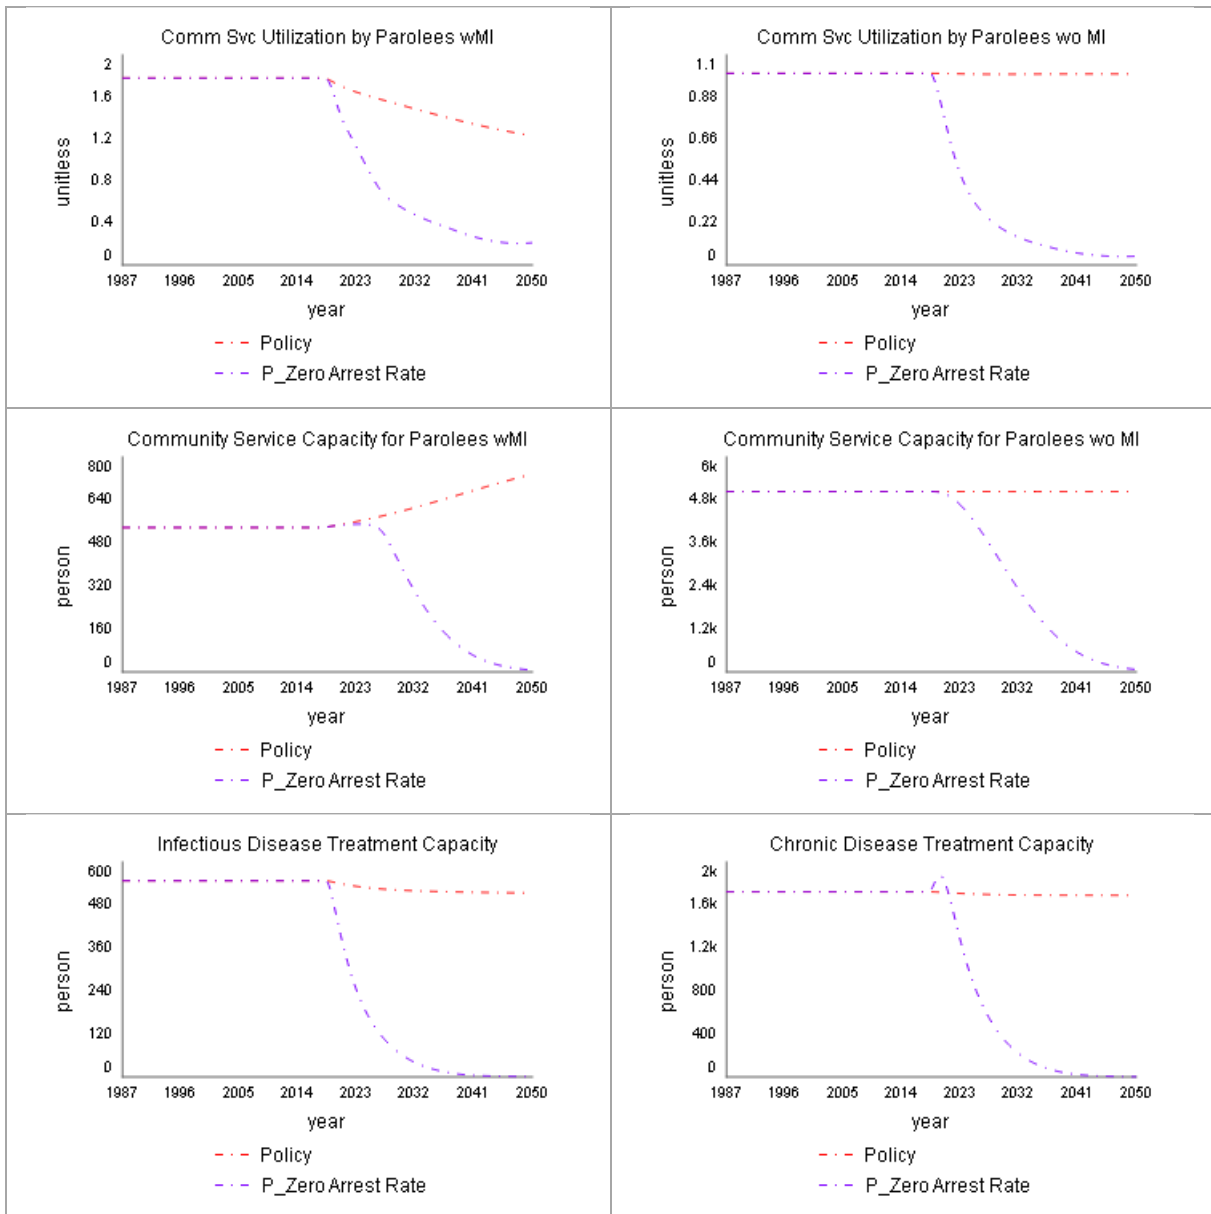 Comm Svc Utilization by Parolees wMI
2
1.6
1.2
0.8
0.4
0
unitless
1987 1996 2005 2014 2023 2032 2041 2050
year
Policy
P_Zero Arrest Rate
Comm Svc Utilization by Parolees wo MI
1.1
0.88
0.66
0.44
0.22
0
unitless
1987 1996 2005 2014 2023 2032 2041 2050
year
Policy
P_Zero Arrest Rate
Community Service Capacity for Parolees wMI
800
640
480
320
160
0
person
1987 1996 2005 2014 2023 2032 2041 2050
year
Policy
P_Zero Arrest Rate
Community Service Capacity for Parolees wo MI
6k
4.8k
3.6k
2.4k
1.2k
0
person
1987 1996 2005 2014 2023 2032 2041 2050
year
Policy
P_Zero Arrest Rate
Infectious Disease Treatment Capacity
600
480
360
240
120
0
person
1987 1996 2005 2014 2023 2032 2041 2050
year
Policy
P_Zero Arrest Rate
Chronic Disease Treatment Capacity
2k
1.6k
1.2k
800
400
0
person
1987 1996 2005 2014 2023 2032 2041 2050
year
Policy
P_Zero Arrest Rate